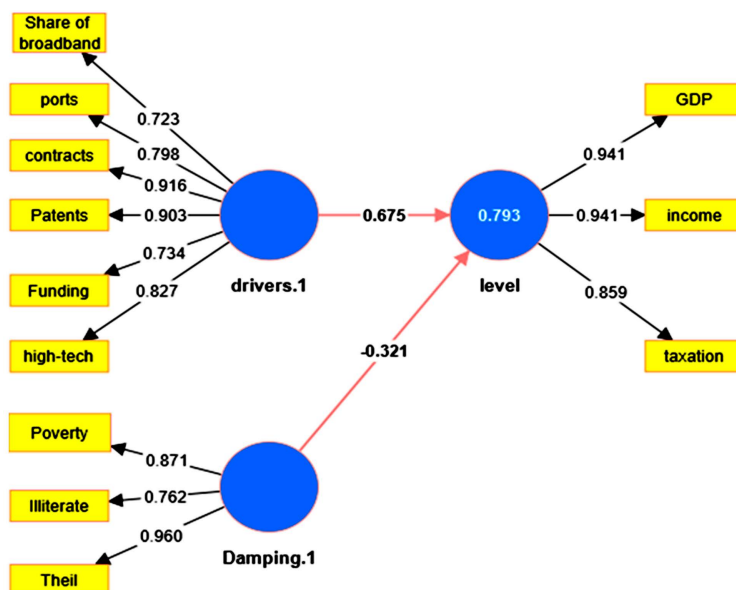 Share of
broadband
ports
contracts
Patents
Funding
high-tech
0.723
0.798
0.916
0.903
0.734
0.827
drivers.1
0.675
0.793
level
0.941
0.941
0.859
GDP
income
taxation
-0.321
Poverty
Illiterate
Theil
0.871
0.762
0.960
Damping.1